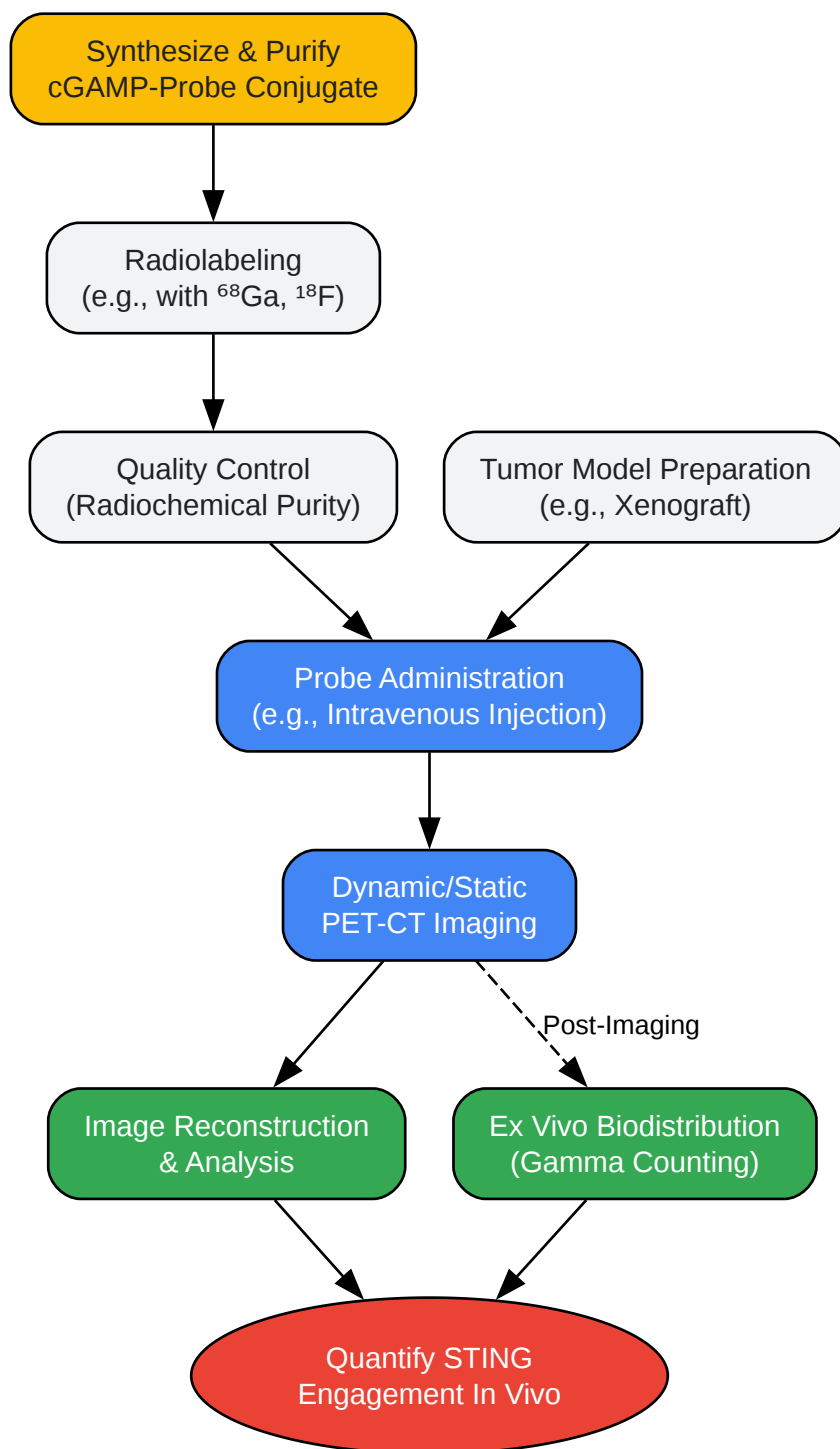 Synthesize & Purify
cGAMP-Probe Conjugate
Radiolabeling
(e.g., with ⁶⁸Ga, ¹⁸F)
Quality Control
(Radiochemical Purity)
Tumor Model Preparation
(e.g., Xenograft)
Probe Administration
(e.g., Intravenous Injection)
Dynamic/Static
PET-CT Imaging
Post-Imaging
Image Reconstruction
& Analysis
Ex Vivo Biodistribution
(Gamma Counting)
Quantify STING
Engagement In Vivo